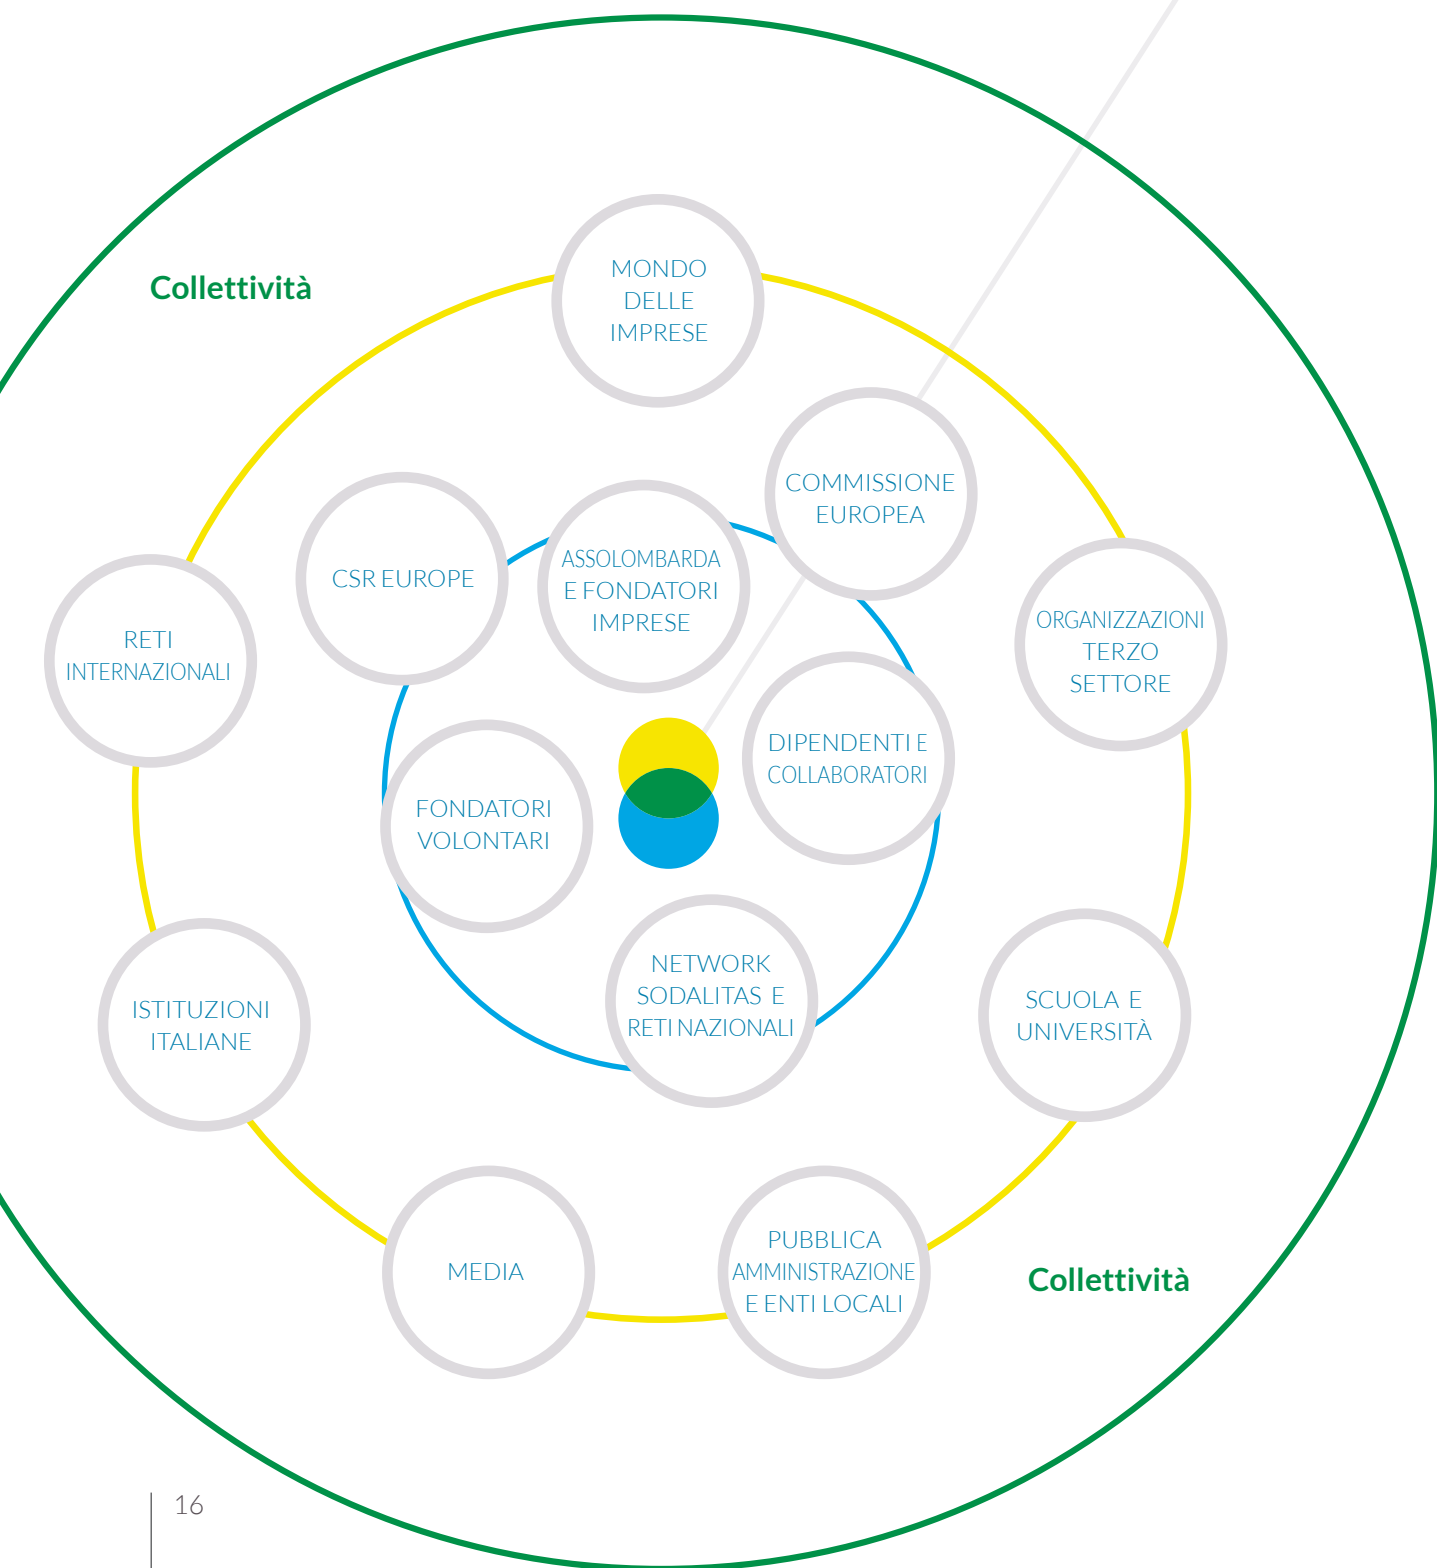 Collettività
MONDO
DELLE
IMPRESE
COMMISSIONE
EUROPEA
CSR EUROPE
ASSOLOMBARDA
E FONDATORI
IMPRESE
RETI
INTERNAZIONALI
ORGANIZZAZIONI
TERZO
SETTORE
DIPENDENTI E
COLLABORATORI
FONDATORI
VOLONTARI
NETWORK
SODALITAS E
RETI NAZIONALI
ISTITUZIONI
ITALIANE
SCUOLA E
UNIVERSITÀ
MEDIA
PUBBLICA
AMMINISTRAZIONE
E ENTI LOCALI
Collettività
16